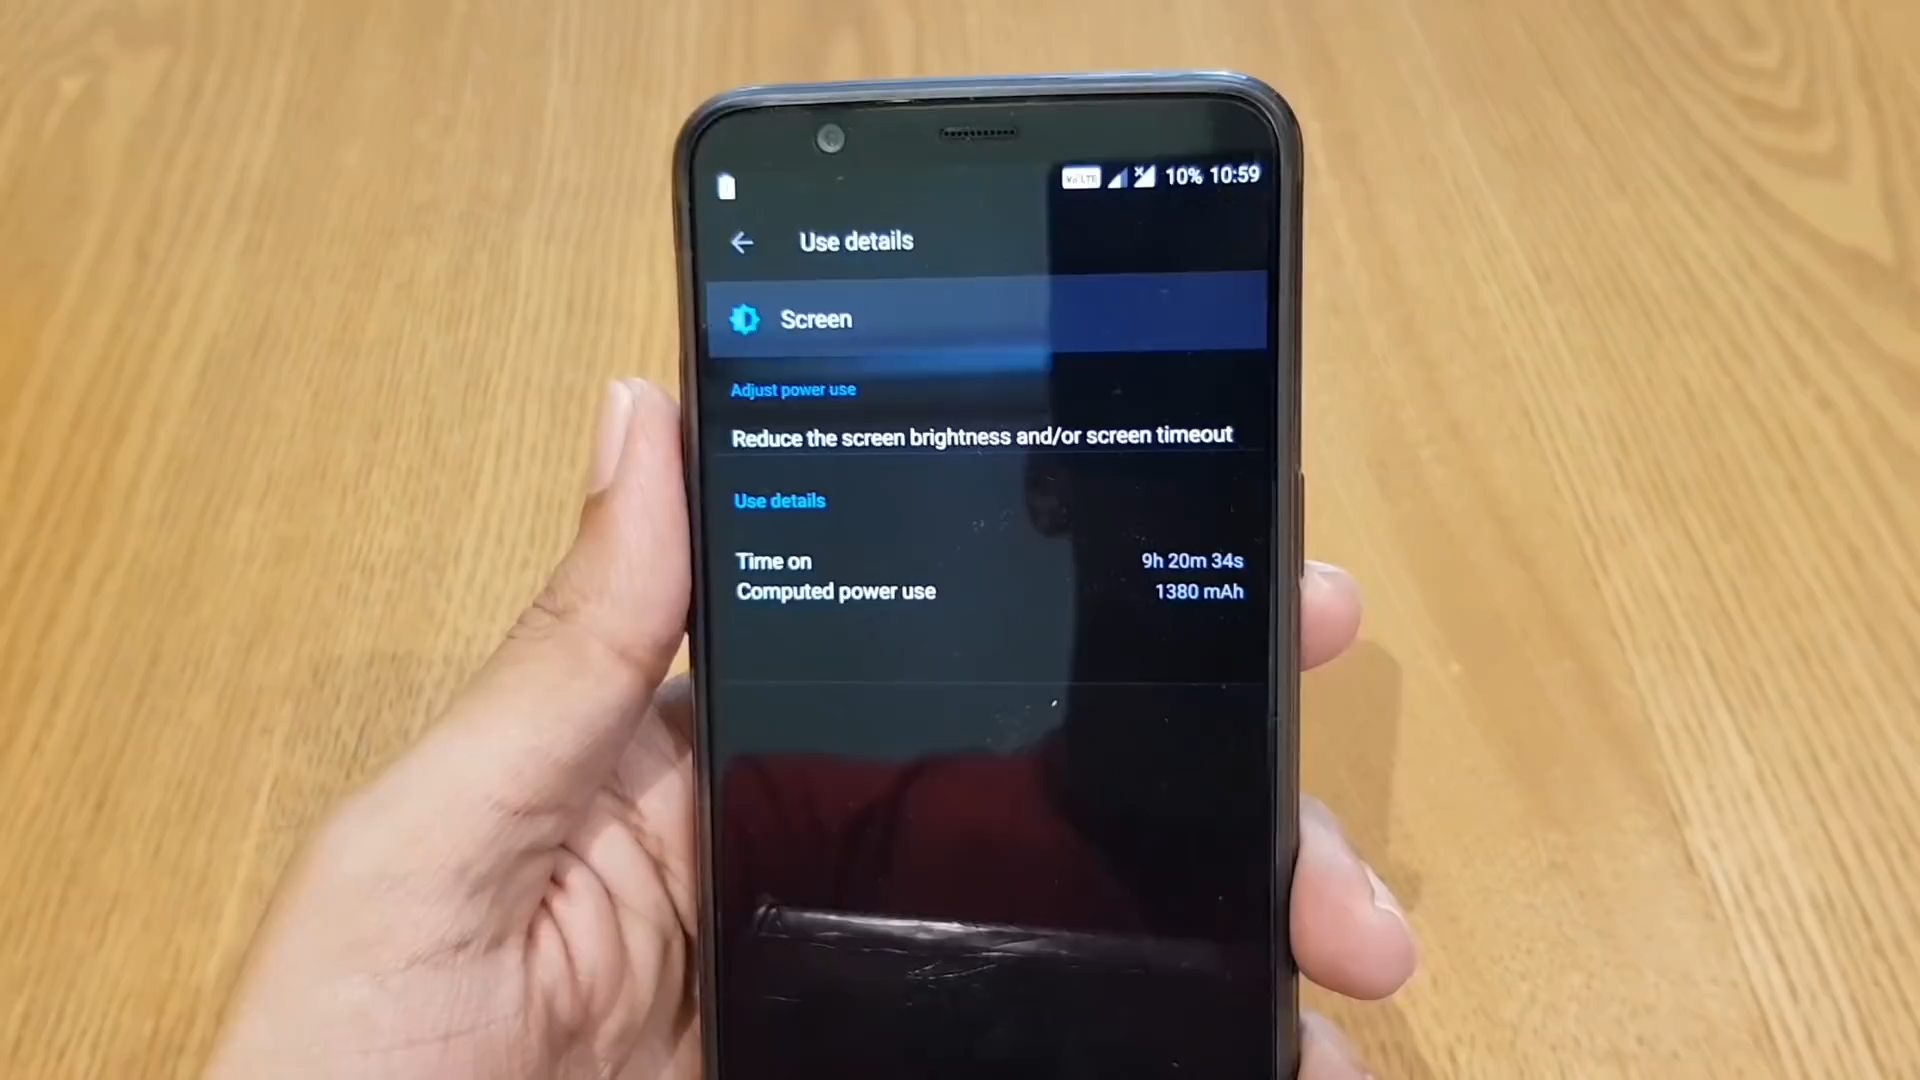 VoLTE 10% 10:59
Use details
Screen
Adjust power use
Reduce the screen brightness and/or screen timeout
Use details
Time on 9h 20m 34s
Computed power use 1380 mAh